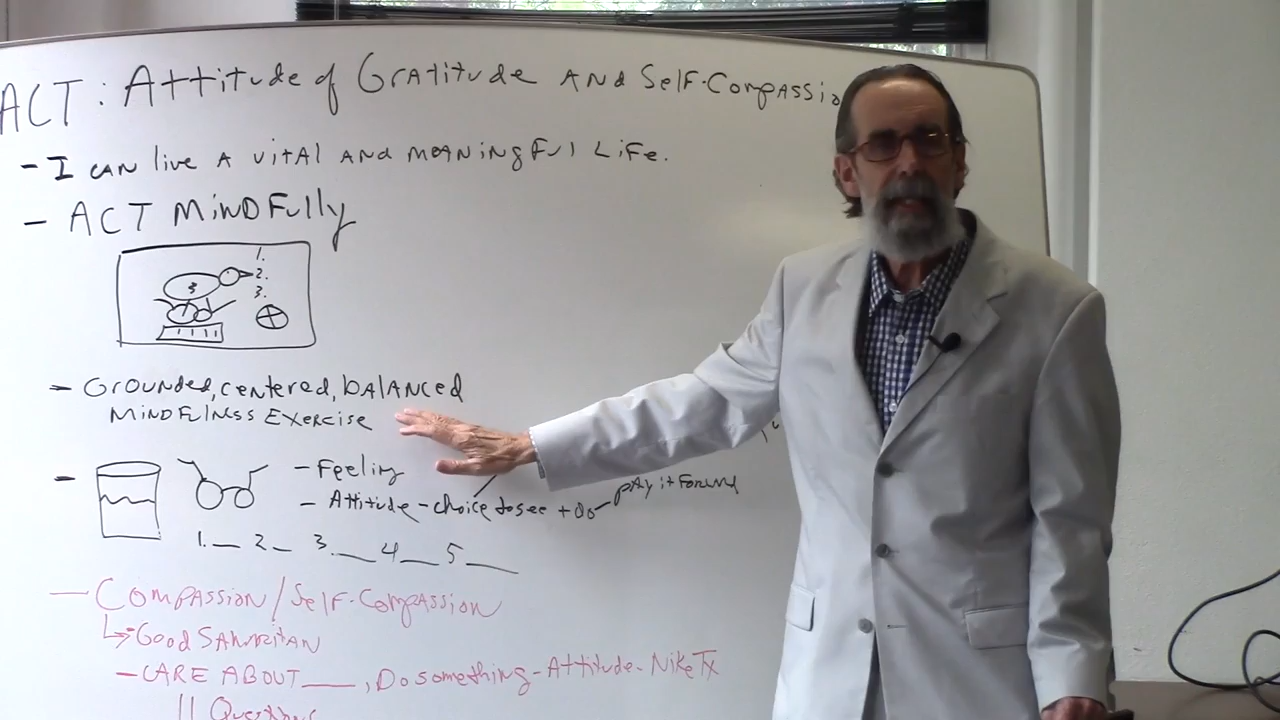 ACT: Attitude of Gratitude AND Self-Compassio
- I can live A vital AND meaningful Life.
- ACT MindFully
1.
2.
3.
- Grounded, centered, balanced
Mindfulness Exercise
- Feeling
- Attitude - choice to see + Do - pay it forward
1. __ 2. __ 3. __ 4 __ 5 __
- Compassion / Self-Compassion
Good Samaritan
- CARE ABOUT ____, Do something - Attitude - Nike Tx
11 Questions